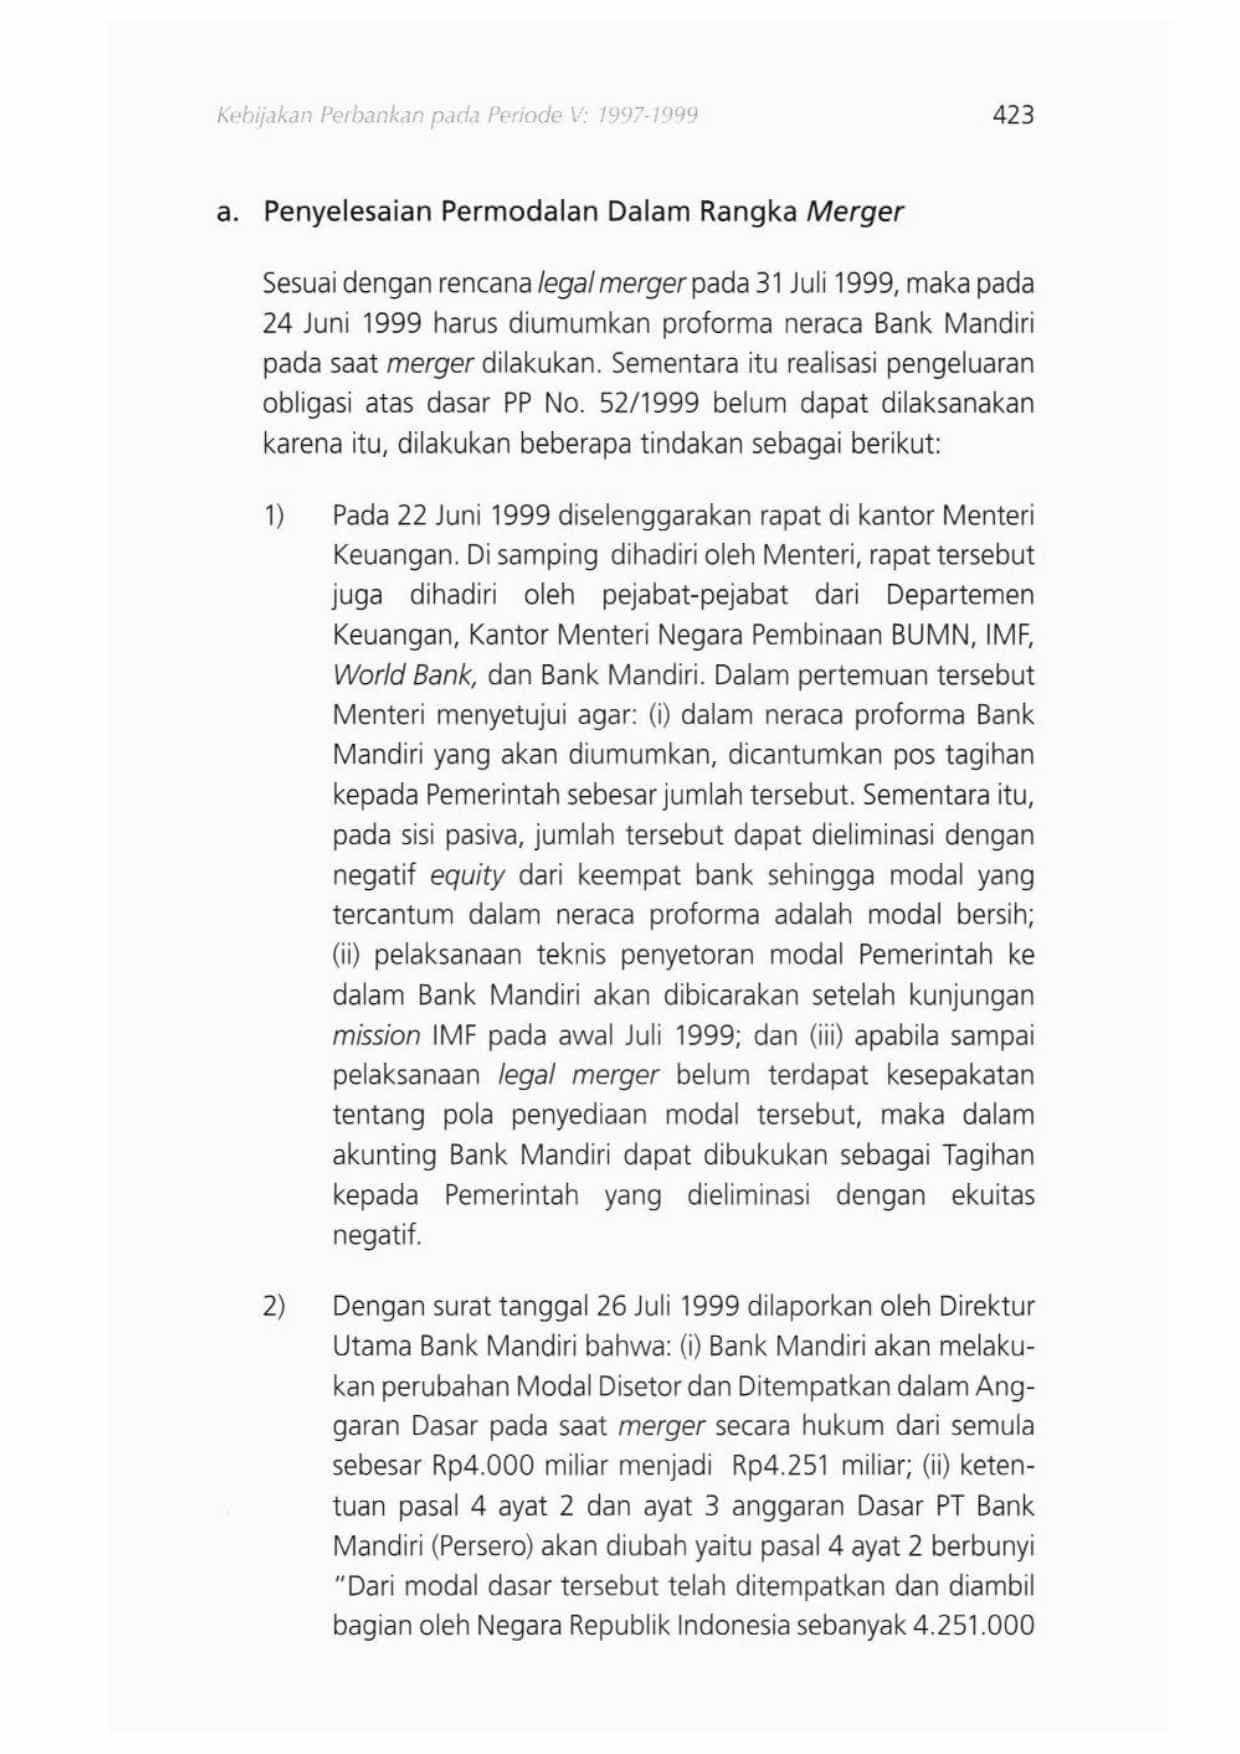 Kebijakan Perbankan pada Periode V: 1997-1999 423
a. Penyelesaian Permodalan Dalam Rangka Merger
Sesuai dengan rencana legal merger pada 31 Juli 1999, maka pada
24 Juni 1999 harus diumumkan proforma neraca Bank Mandiri
pada saat merger dilakukan. Sementara itu realisasi pengeluaran
obligasi atas dasar PP No. 52/1999 belum dapat dilaksanakan
karena itu, dilakukan beberapa tindakan sebagai berikut:
1) Pada 22 Juni 1999 diselenggarakan rapat di kantor Menteri
Keuangan. Di samping dihadiri oleh Menteri, rapat tersebut
juga dihadiri oleh pejabat-pejabat dari Departemen
Keuangan, Kantor Menteri Negara Pembinaan BUMN, IMF,
World Bank, dan Bank Mandiri. Dalam pertemuan tersebut
Menteri menyetujui agar: (i) dalam neraca proforma Bank
Mandiri yang akan diumumkan, dicantumkan pos tagihan
kepada Pemerintah sebesar jumlah tersebut. Sementara itu,
pada sisi pasiva, jumlah tersebut dapat dieliminasi dengan
negatif equity dari keempat bank sehingga modal yang
tercantum dalam neraca proforma adalah modal bersih;
(ii) pelaksanaan teknis penyetoran modal Pemerintah ke
dalam Bank Mandiri akan dibicarakan setelah kunjungan
mission IMF pada awal Juli 1999; dan (iii) apabila sampai
pelaksanaan legal merger belum terdapat kesepakatan
tentang pola penyediaan modal tersebut, maka dalam
akunting Bank Mandiri dapat dibukukan sebagai Tagihan
kepada Pemerintah yang dieliminasi dengan ekuitas
negatif.
2) Dengan surat tanggal 26 Juli 1999 dilaporkan oleh Direktur
Utama Bank Mandiri bahwa: (i) Bank Mandiri akan melaku-
kan perubahan Modal Disetor dan Ditempatkan dalam Ang-
garan Dasar pada saat merger secara hukum dari semula
sebesar Rp4.000 miliar menjadi Rp4.251 miliar; (ii) keten-
tuan pasal 4 ayat 2 dan ayat 3 anggaran Dasar PT Bank
Mandiri (Persero) akan diubah yaitu pasal 4 ayat 2 berbunyi
"Dari modal dasar tersebut telah ditempatkan dan diambil
bagian oleh Negara Republik Indonesia sebanyak 4.251.000